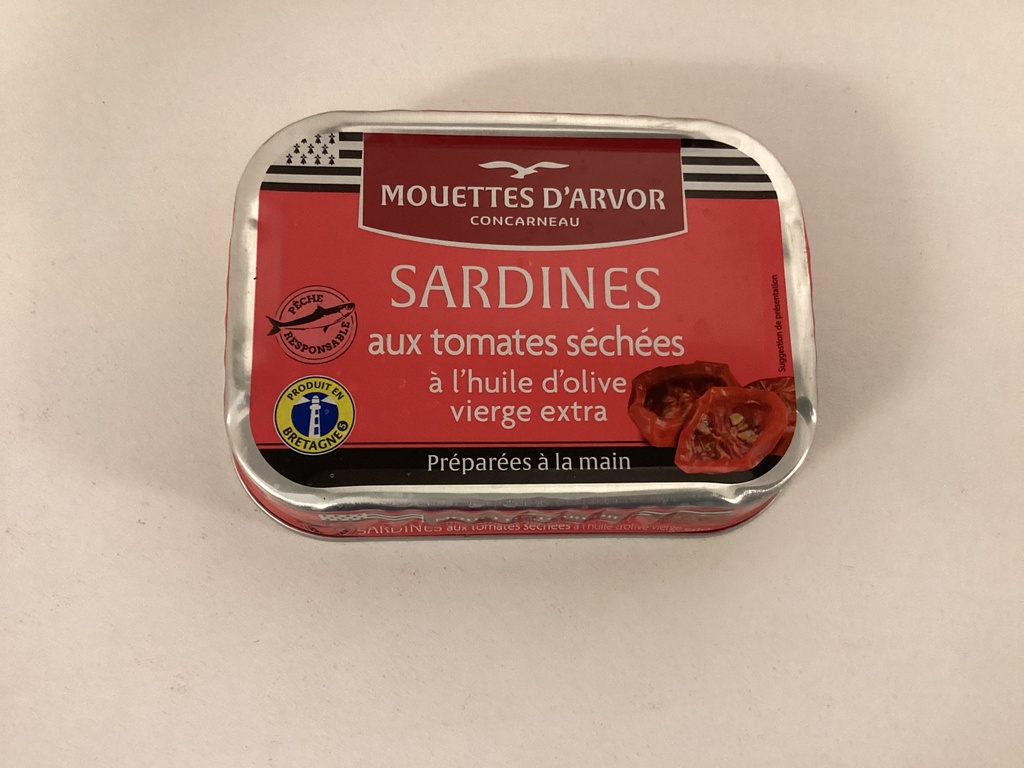 MOUETTES D'ARVOR
CONCARNEAU
SARDINES
aux tomates séchées
à l'huile d'olive
vierge extra
Préparées à la main
PÊCHE
RESPONSABLE
PRODUIT EN
BRETAGNE
Suggestion de présentation
SARDINES aux tomates séchées à l'huile d'olive vierge